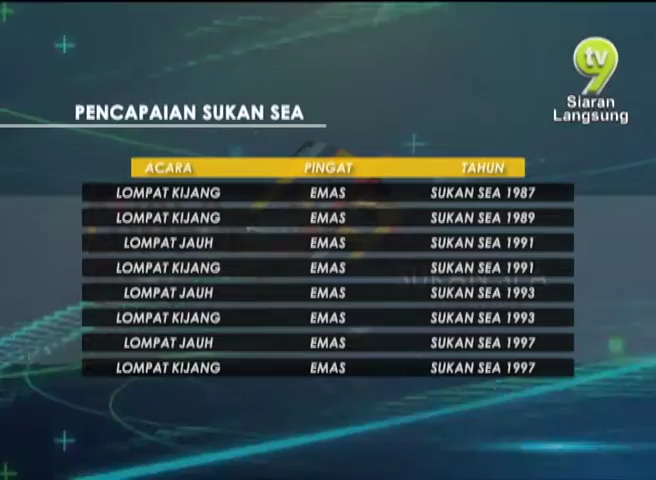 tv
9
Siaran
Langsung
PENCAPAIAN SUKAN SEA
ACARA PINGAT TAHUN
LOMPAT KIJANG EMAS SUKAN SEA 1987
LOMPAT KIJANG EMAS SUKAN SEA 1989
LOMPAT JAUH EMAS SUKAN SEA 1991
LOMPAT KIJANG EMAS SUKAN SEA 1991
LOMPAT JAUH EMAS SUKAN SEA 1993
LOMPAT KIJANG EMAS SUKAN SEA 1993
LOMPAT JAUH EMAS SUKAN SEA 1997
LOMPAT KIJANG EMAS SUKAN SEA 1997